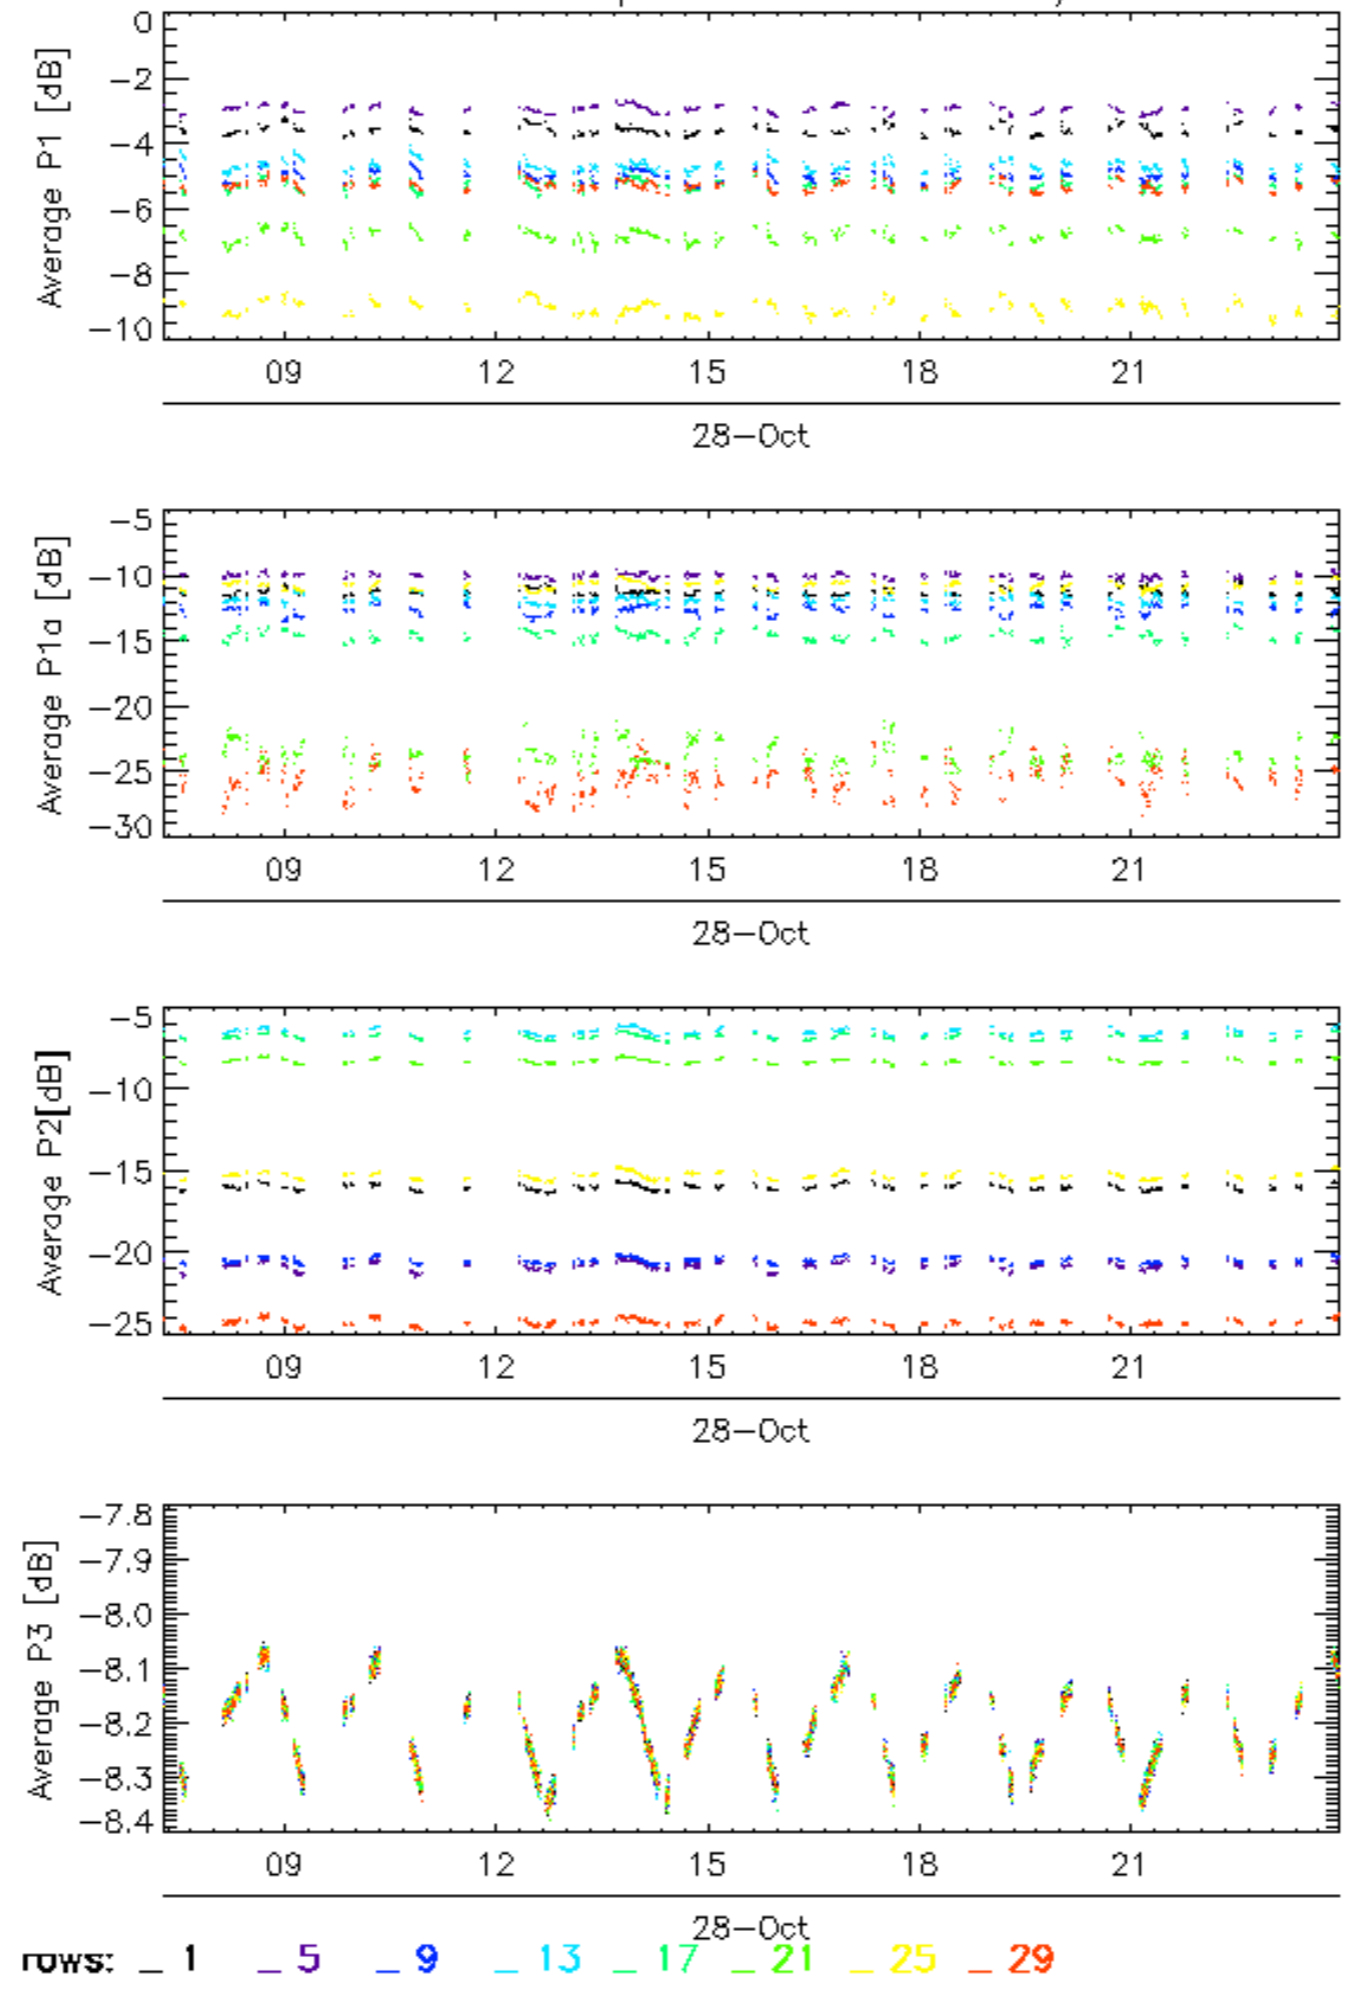 0
−2
−4
−6
−8
−10
Average P1 [dB]
09 12 15 18 21
28−Oct
−5
−10
−15
−20
−25
−30
Average P1a [dB]
09 12 15 18 21
28−Oct
−5
−10
−15
−20
−25
Average P2[dB]
09 12 15 18 21
28−Oct
−7.8
−7.9
−8.0
−8.1
−8.2
−8.3
−8.4
Average P3 [dB]
09 12 15 18 21
28−Oct
rows: _ 1 _ 5 _ 9 _ 13 _ 17 _ 21 _ 25 _ 29